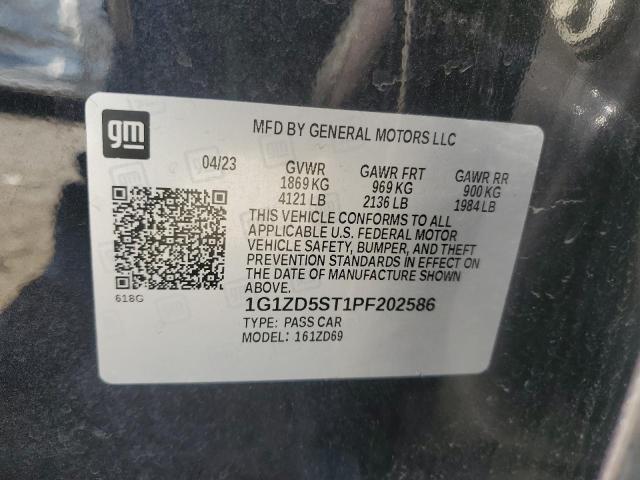 gm
MFD BY GENERAL MOTORS LLC
04/23 GVWR GAWR FRT GAWR RR
1869 KG 969 KG 900 KG
4121 LB 2136 LB 1984 LB
THIS VEHICLE CONFORMS TO ALL
APPLICABLE U.S. FEDERAL MOTOR
VEHICLE SAFETY, BUMPER, AND THEFT
PREVENTION STANDARDS IN EFFECT ON
THE DATE OF MANUFACTURE SHOWN
ABOVE.
618G
1G1ZD5ST1PF202586
TYPE: PASS CAR
MODEL: 161ZD69